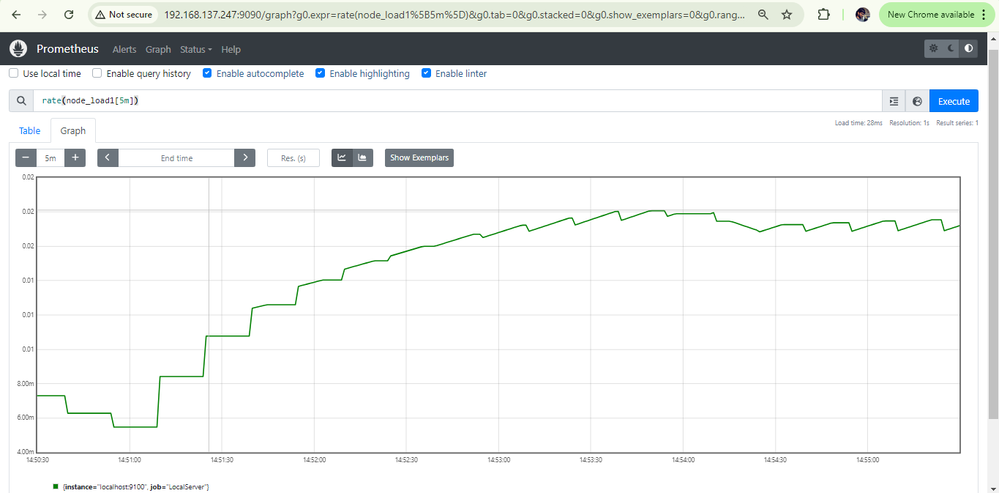 Not secure 192.168.137.247:9090/graph?g0.expr=rate(node_load1%5B5m%5D)&g0.tab=0&g0.stacked=0&g0.show_exemplars=0&g0.rang... New Chrome available
Prometheus Alerts Graph Status Help
Use local time Enable query history Enable autocomplete Enable highlighting Enable linter
rate(node_load1[5m]) Execute
Load time: 28ms Resolution: 1s Result series: 1
Table Graph
− 5m + < End time > Res. (s) Show Exemplars
0.02
0.02
0.02
0.01
0.01
0.01
8.00m
6.00m
4.00m
14:50:30 14:51:00 14:51:30 14:52:00 14:52:30 14:53:00 14:53:30 14:54:00 14:54:30 14:55:00
{instance="localhost:9100", job="LocalServer"}